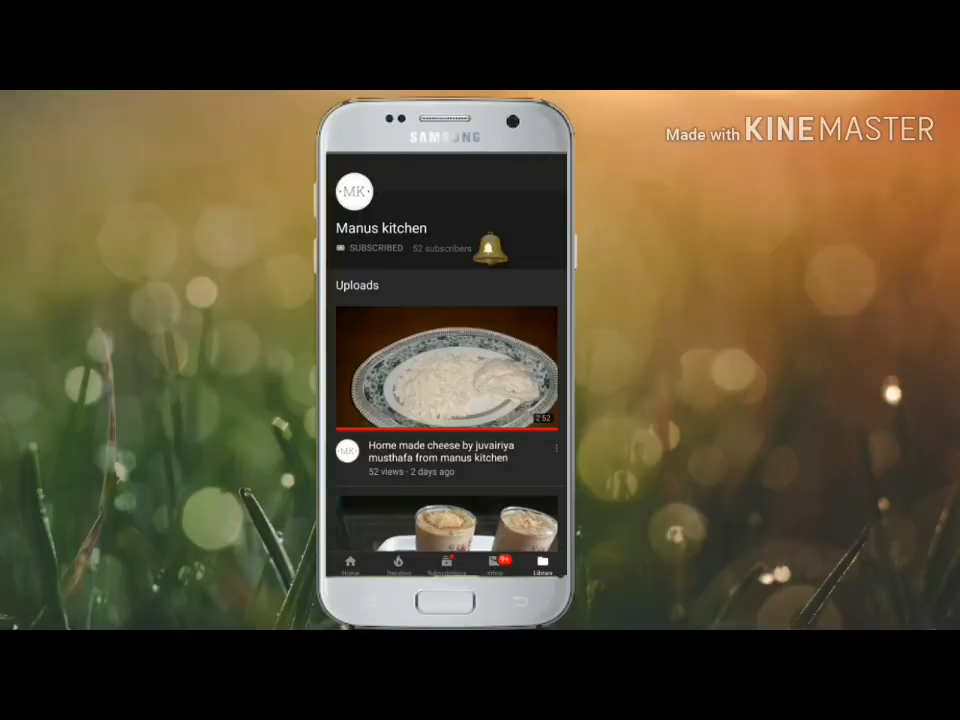 Made with KINEMASTER
SAMSUNG
MK
Manus kitchen
SUBSCRIBED 52 subscribers
Uploads
2:52
MK
Home made cheese by juvairiya
musthafa from manus kitchen
52 views · 2 days ago
Home Trending Subscriptions Inbox Library